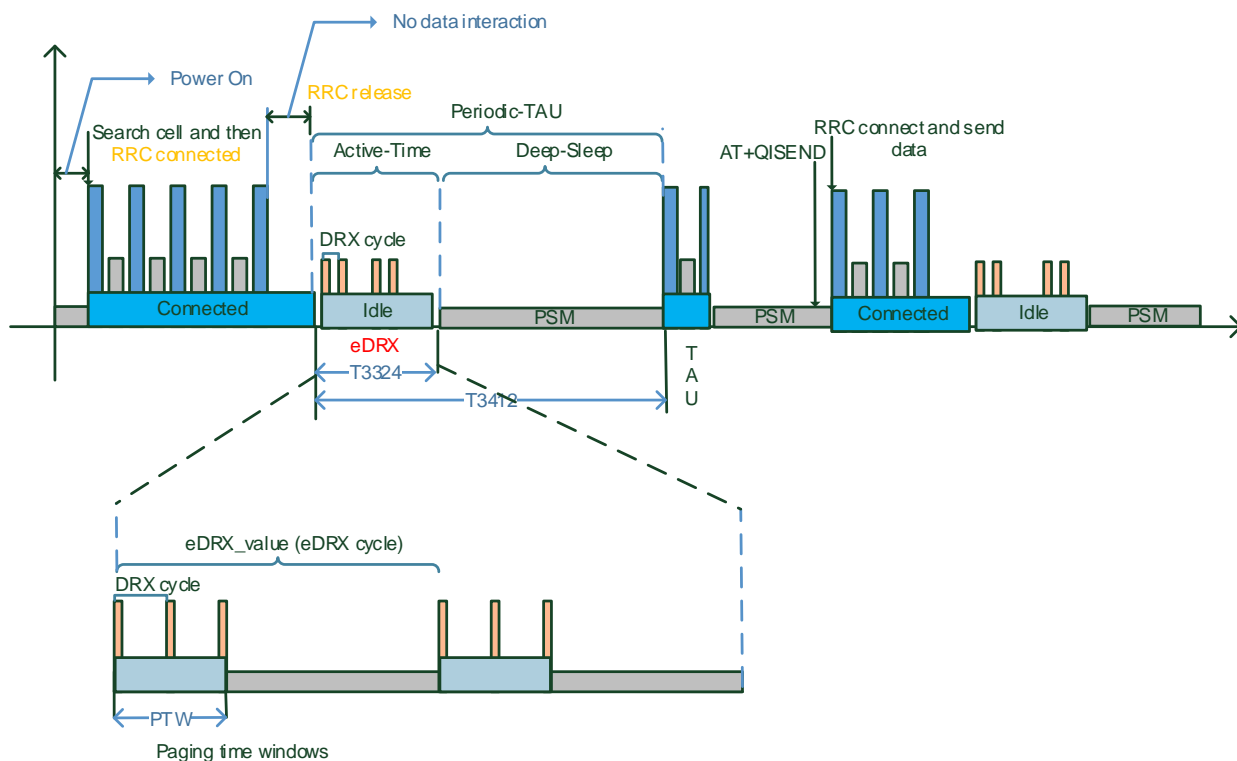 No data interaction
Power On
RRC release
Periodic-TAU
Search cell and then
RRC connected
RRC connect and send
data
Active-Time
Deep-Sleep
AT+QISEND
DRX cycle
Connected
Idle
PSM
PSM
Connected
Idle
PSM
eDRX
T3324
T3412
T
A
U
eDRX_value (eDRX cycle)
DRX cycle
PTW
Paging time windows